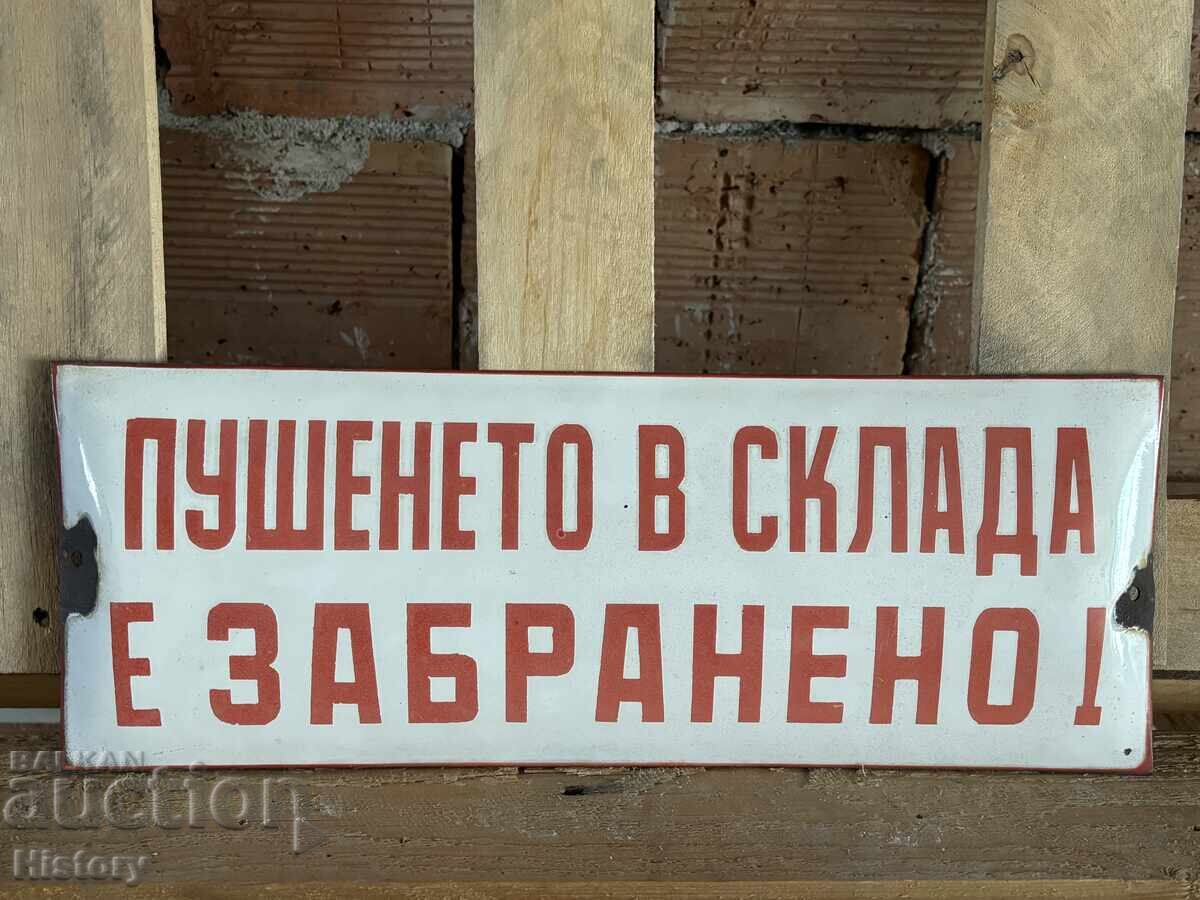 ПУШЕНЕТО В СКЛАДА
Е ЗАБРАНЕНО!
BALKAN
auction
History